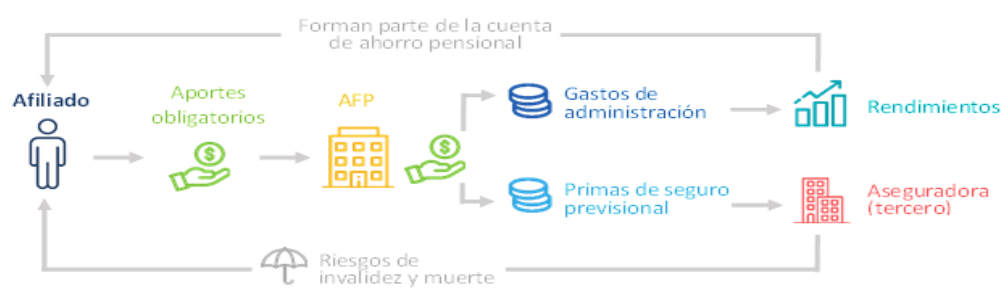 Forman parte de la cuenta
de ahorro pensional
Afiliado
Aportes
obligatorios
AFP
Gastos de
administración
Rendimientos
Primas de seguro
previsional
Aseguradora
(tercero)
Riesgos de
invalidez y muerte